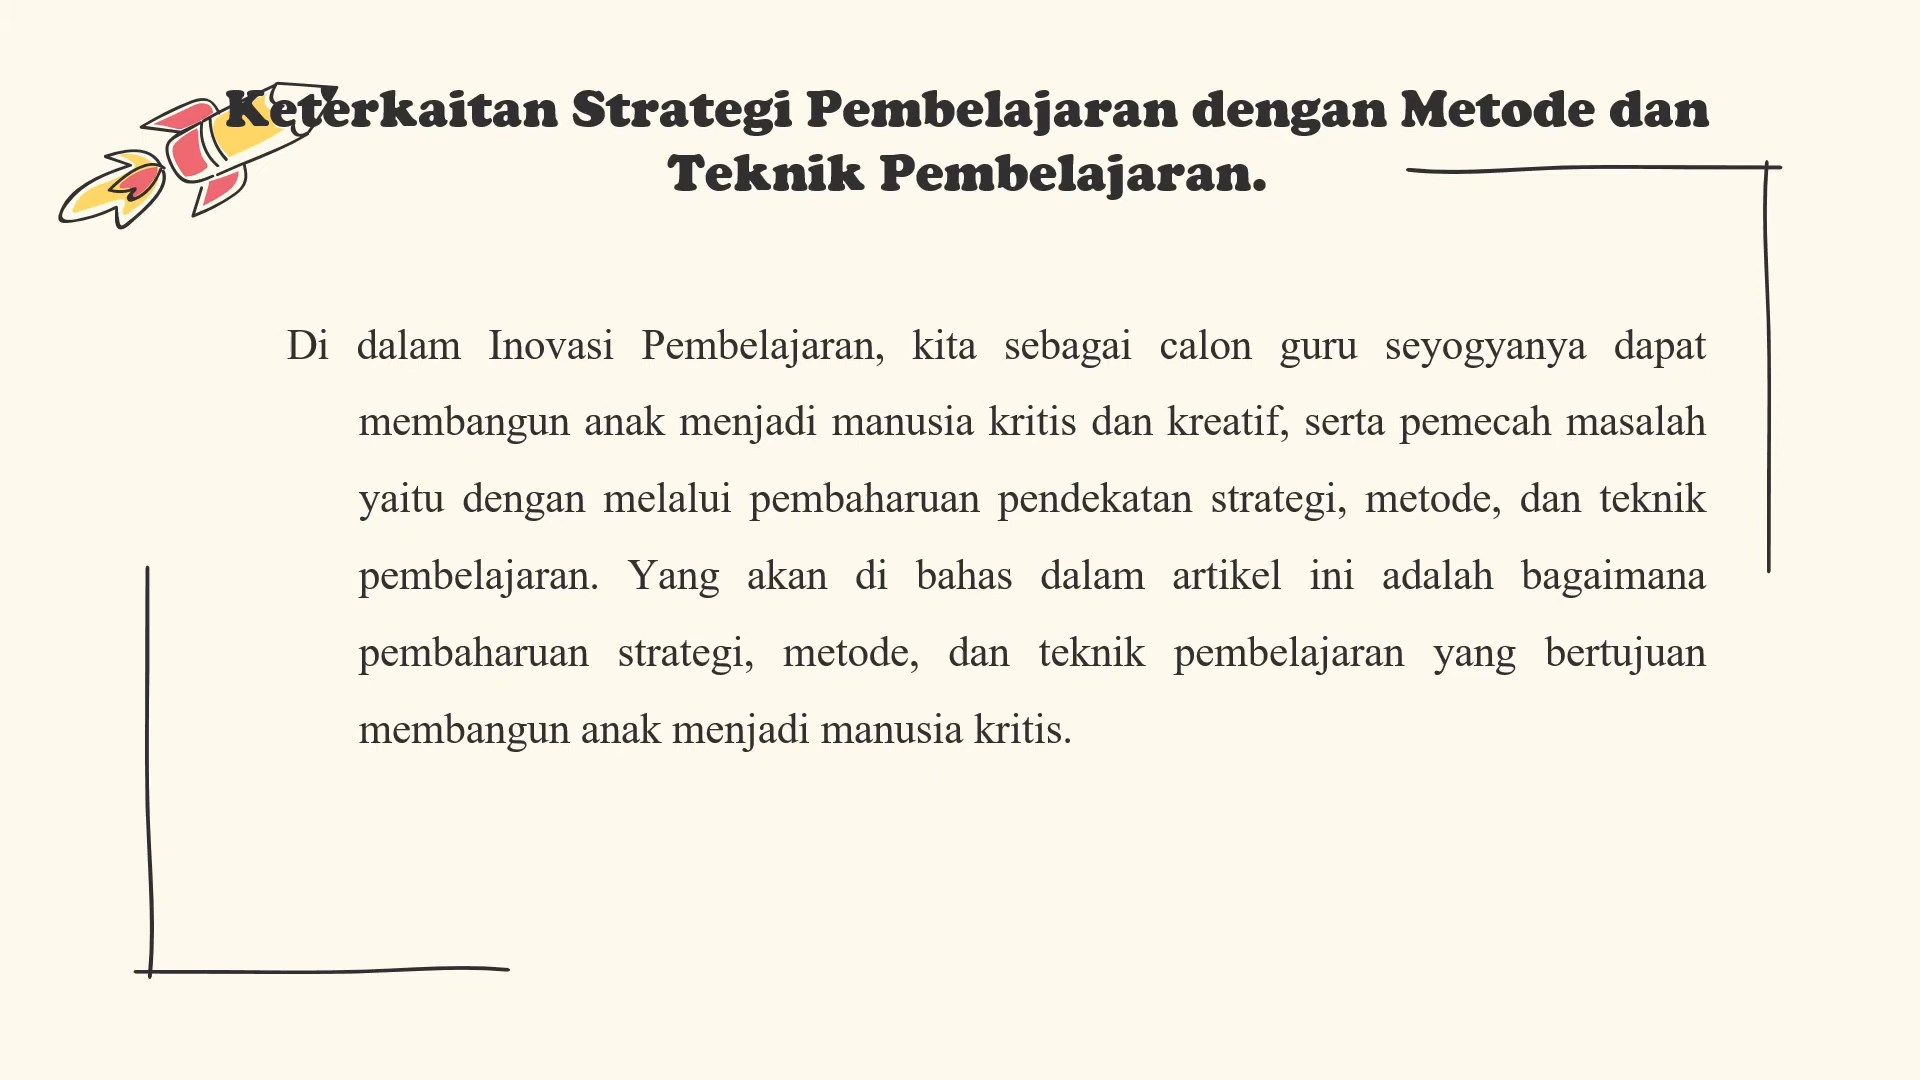 Keterkaitan Strategi Pembelajaran dengan Metode dan
Teknik Pembelajaran.
Di dalam Inovasi Pembelajaran, kita sebagai calon guru seyogyanya dapat
membangun anak menjadi manusia kritis dan kreatif, serta pemecah masalah
yaitu dengan melalui pembaharuan pendekatan strategi, metode, dan teknik
pembelajaran. Yang akan di bahas dalam artikel ini adalah bagaimana
pembaharuan strategi, metode, dan teknik pembelajaran yang bertujuan
membangun anak menjadi manusia kritis.